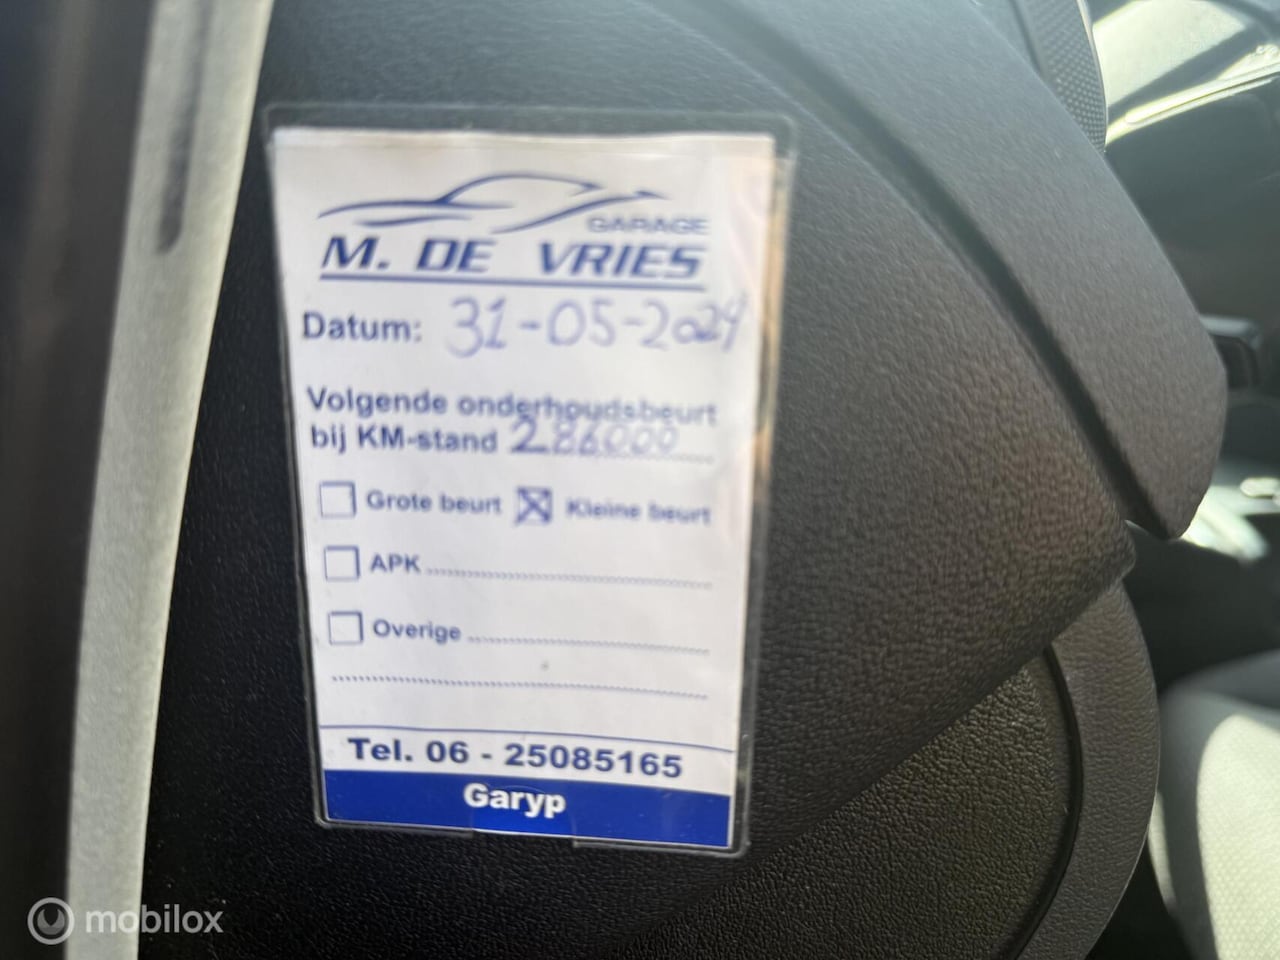 GARAGE
M. DE VRIES
Datum: 31-05-2024
Volgende onderhoudsbeurt
bij KM-stand 286000
Grote beurt ☒ Kleine beurt
APK
Overige
Tel. 06 - 25085165
Garyp
mobilox